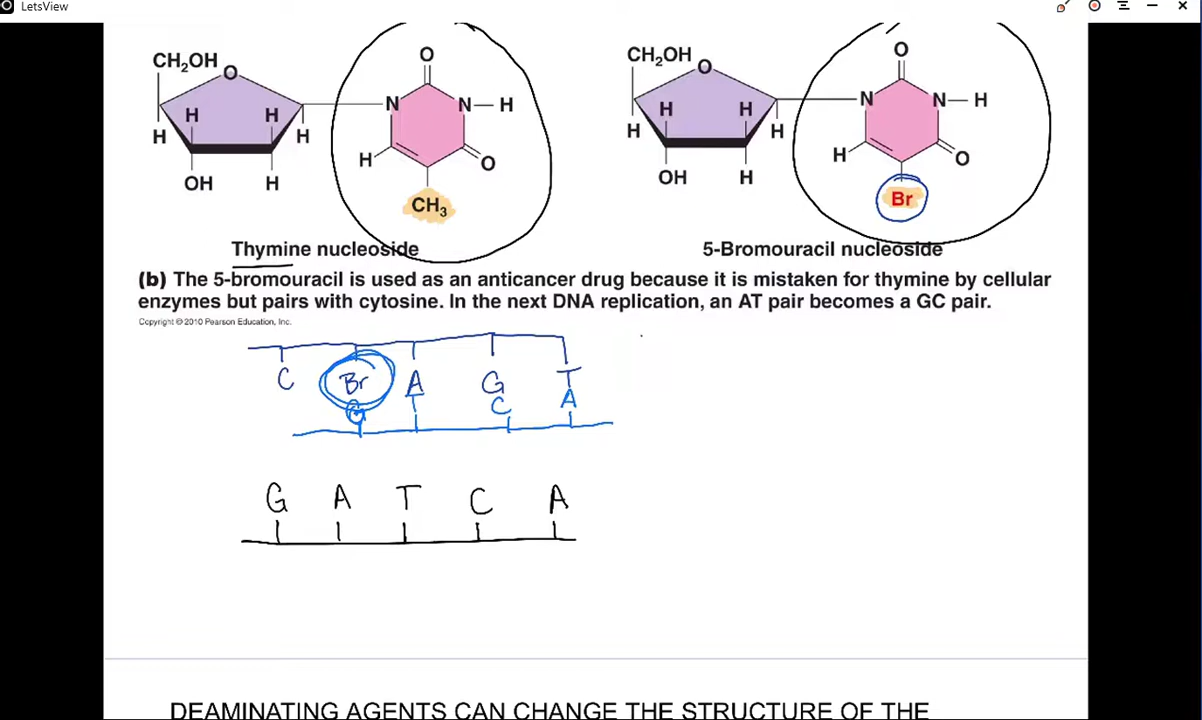 LetsView
CH2OH O O CH2OH O O
H H N N H H H N N H
H H H O H H H O
OH H CH3 OH H Br
Thymine nucleoside 5-Bromouracil nucleoside
(b) The 5-bromouracil is used as an anticancer drug because it is mistaken for thymine by cellular
enzymes but pairs with cytosine. In the next DNA replication, an AT pair becomes a GC pair.
Copyright © 2010 Pearson Education, Inc.
C Br A G T
G T C A
G A T C A
DEAMINATING AGENTS CAN CHANGE THE STRUCTURE OF THE